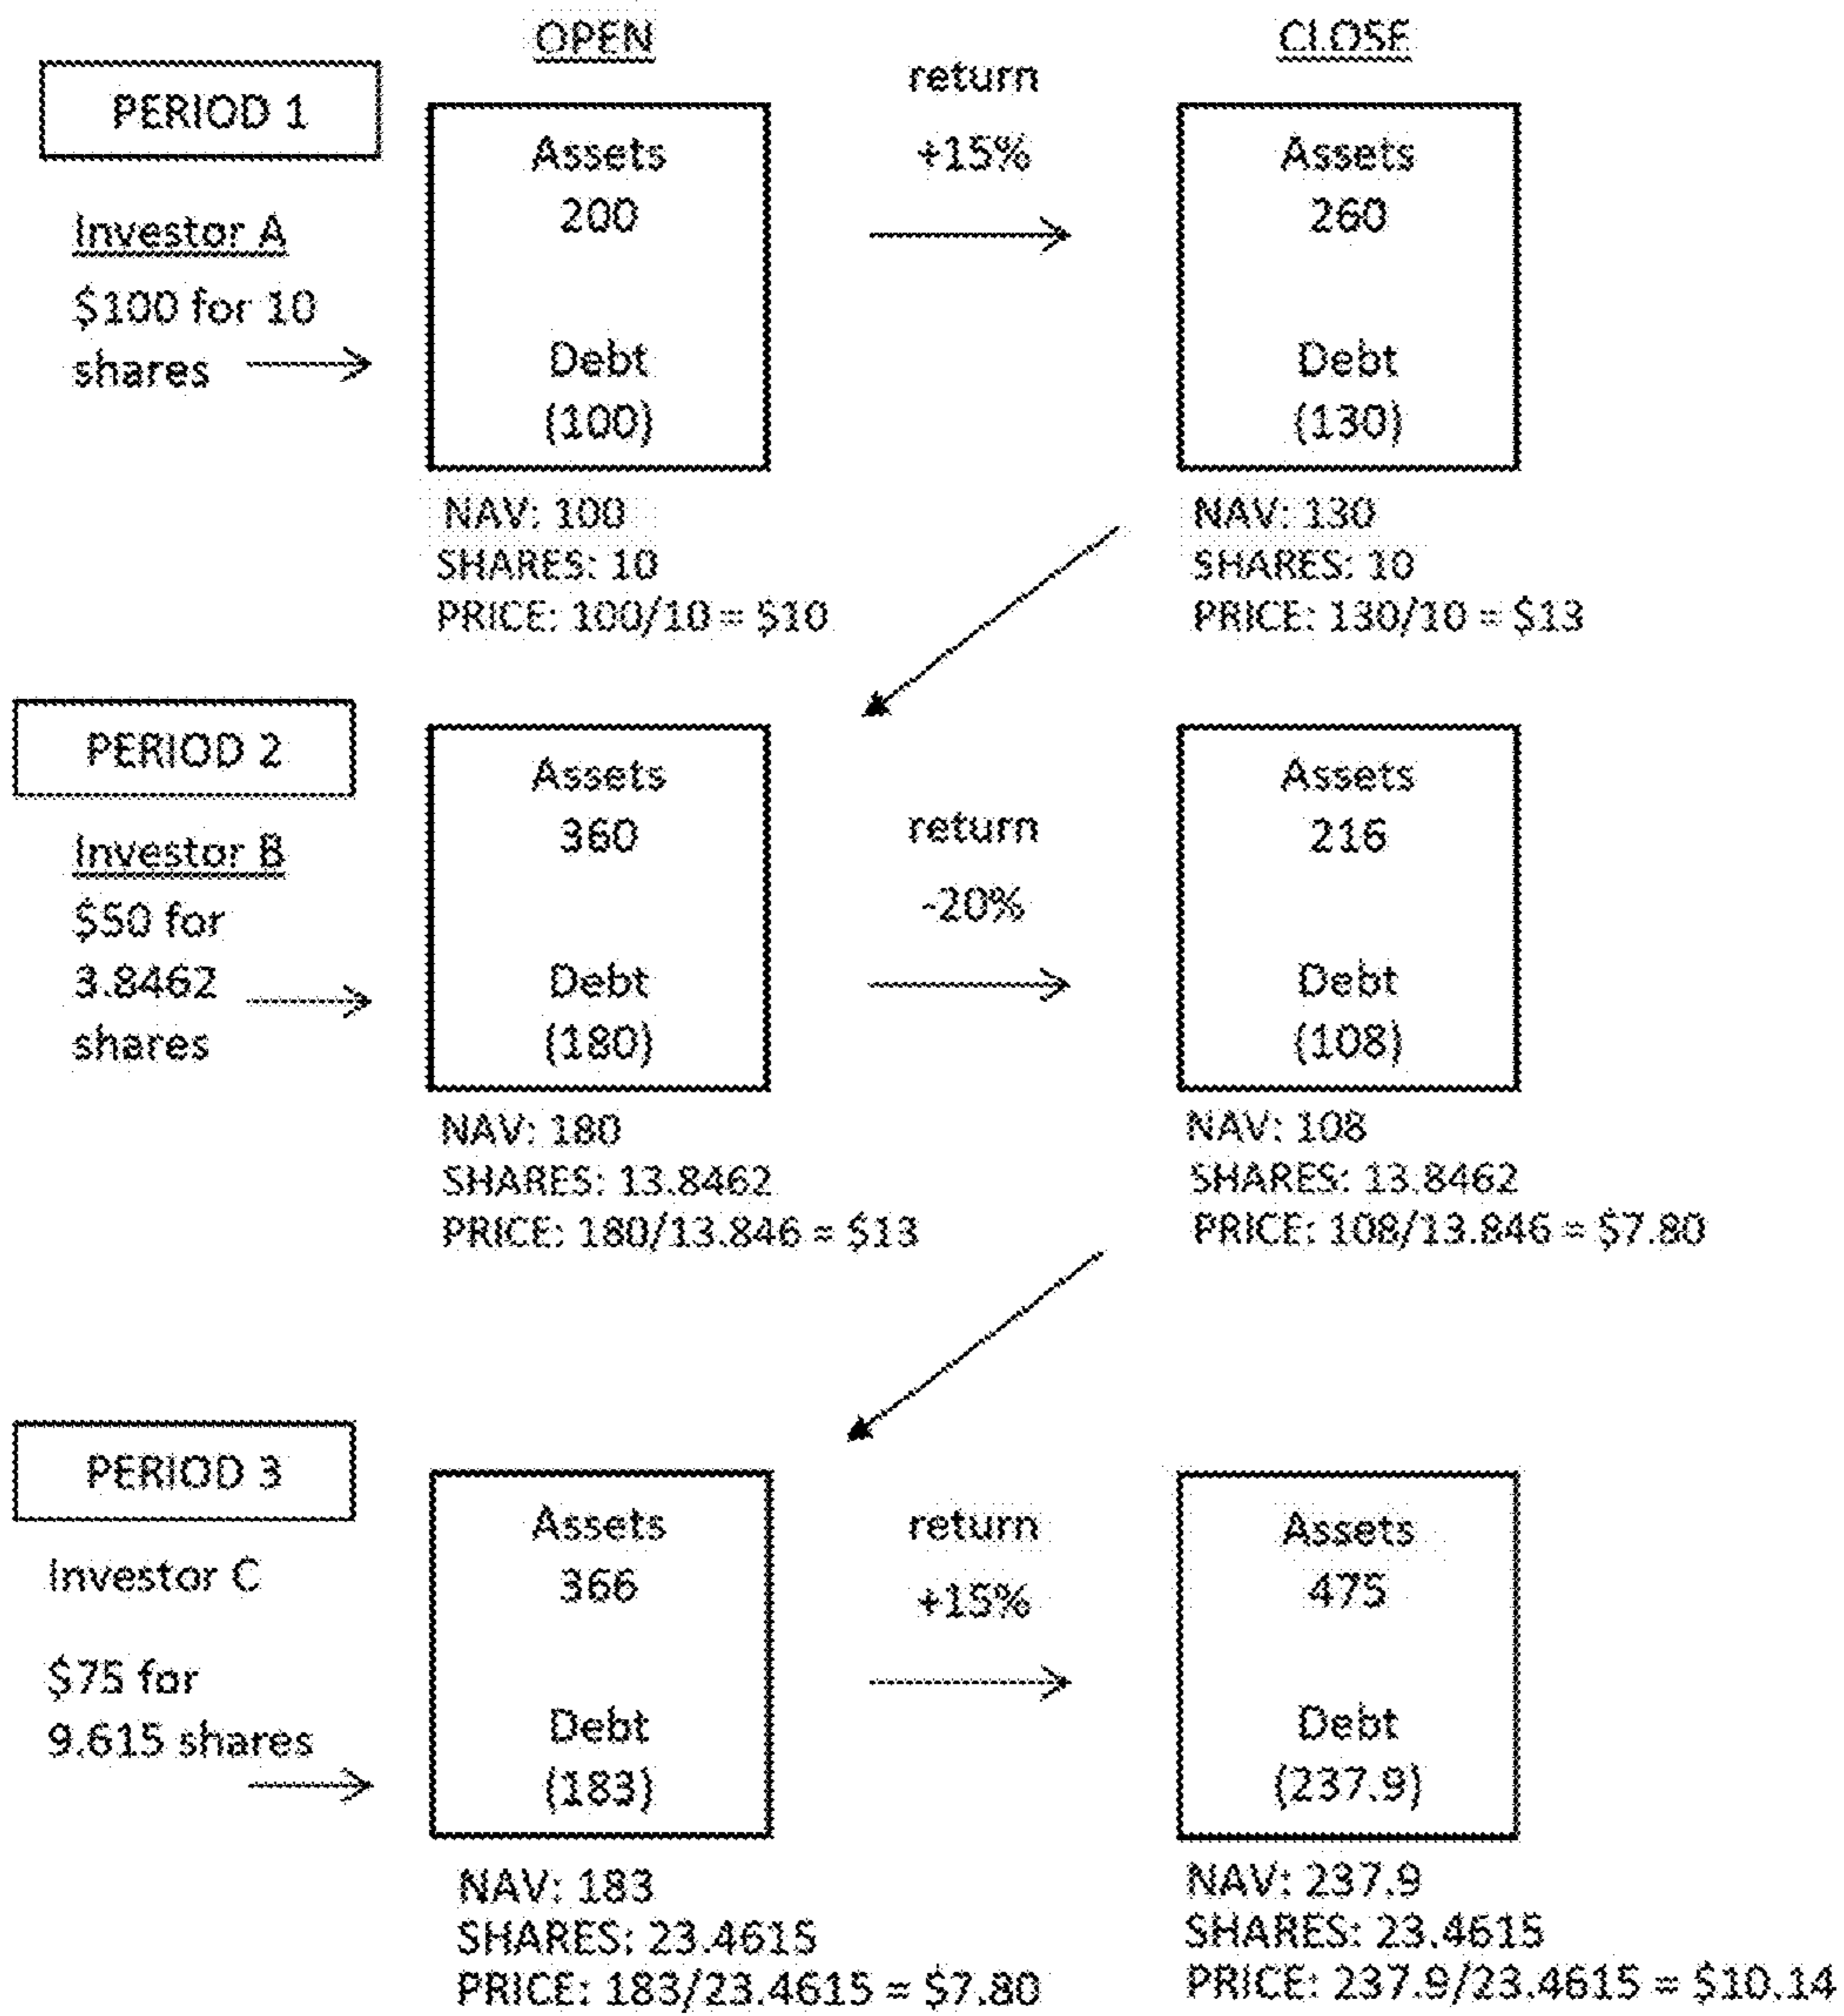 OPEN
CLOSE
PERIOD 1
Investor A
$100 for 10
shares
Assets
200
Debt
(100)
NAV: 100
SHARES: 10
PRICE: 100/10 = $10
return
+15%
Assets
260
Debt
(130)
NAV: 130
SHARES: 10
PRICE: 130/10 = $13
PERIOD 2
Investor B
$50 for
3.8462
shares
Assets
360
Debt
(180)
NAV: 180
SHARES: 13.8462
PRICE: 180/13.846 = $13
return
-20%
Assets
216
Debt
(108)
NAV: 108
SHARES: 13.8462
PRICE: 108/13.846 = $7.80
PERIOD 3
Investor C
$75 for
9.615 shares
Assets
366
Debt
(183)
NAV: 183
SHARES: 23.4615
PRICE: 183/23.4615 = $7.80
return
+15%
Assets
475
Debt
(237.9)
NAV: 237.9
SHARES: 23.4615
PRICE: 237.9/23.4615 = $10.14